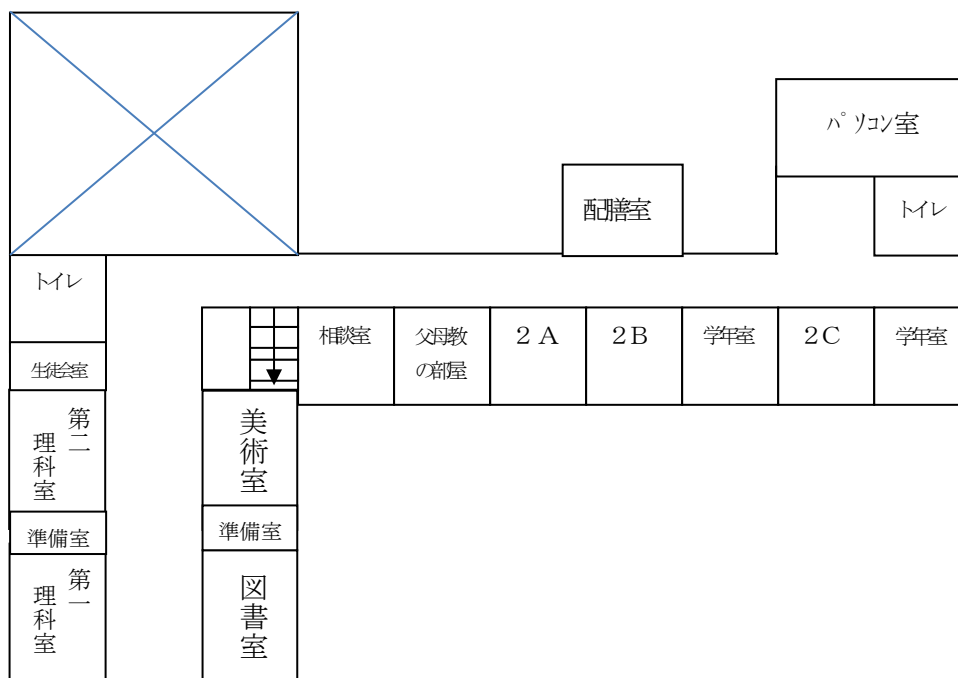 パソコン室
配膳室
トイレ
トイレ
相談室
父母教
の部屋
２A
２B
学年室
２C
学年室
生徒会室
第二
理科室
美術室
準備室
準備室
第一
理科室
図書室